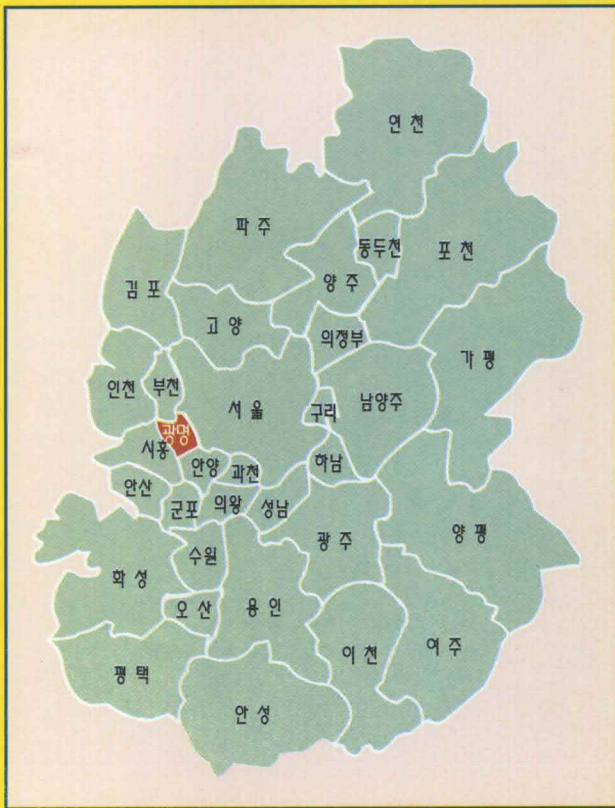 연천
파주
동두천
포천
양주
김포
고양
의정부
가평
인천
부천
서울
구리
남양주
광명
시흥
안양
과천
하남
안산
군포
의왕
성남
광주
양평
수원
화성
오산
용인
이천
여주
평택
안성